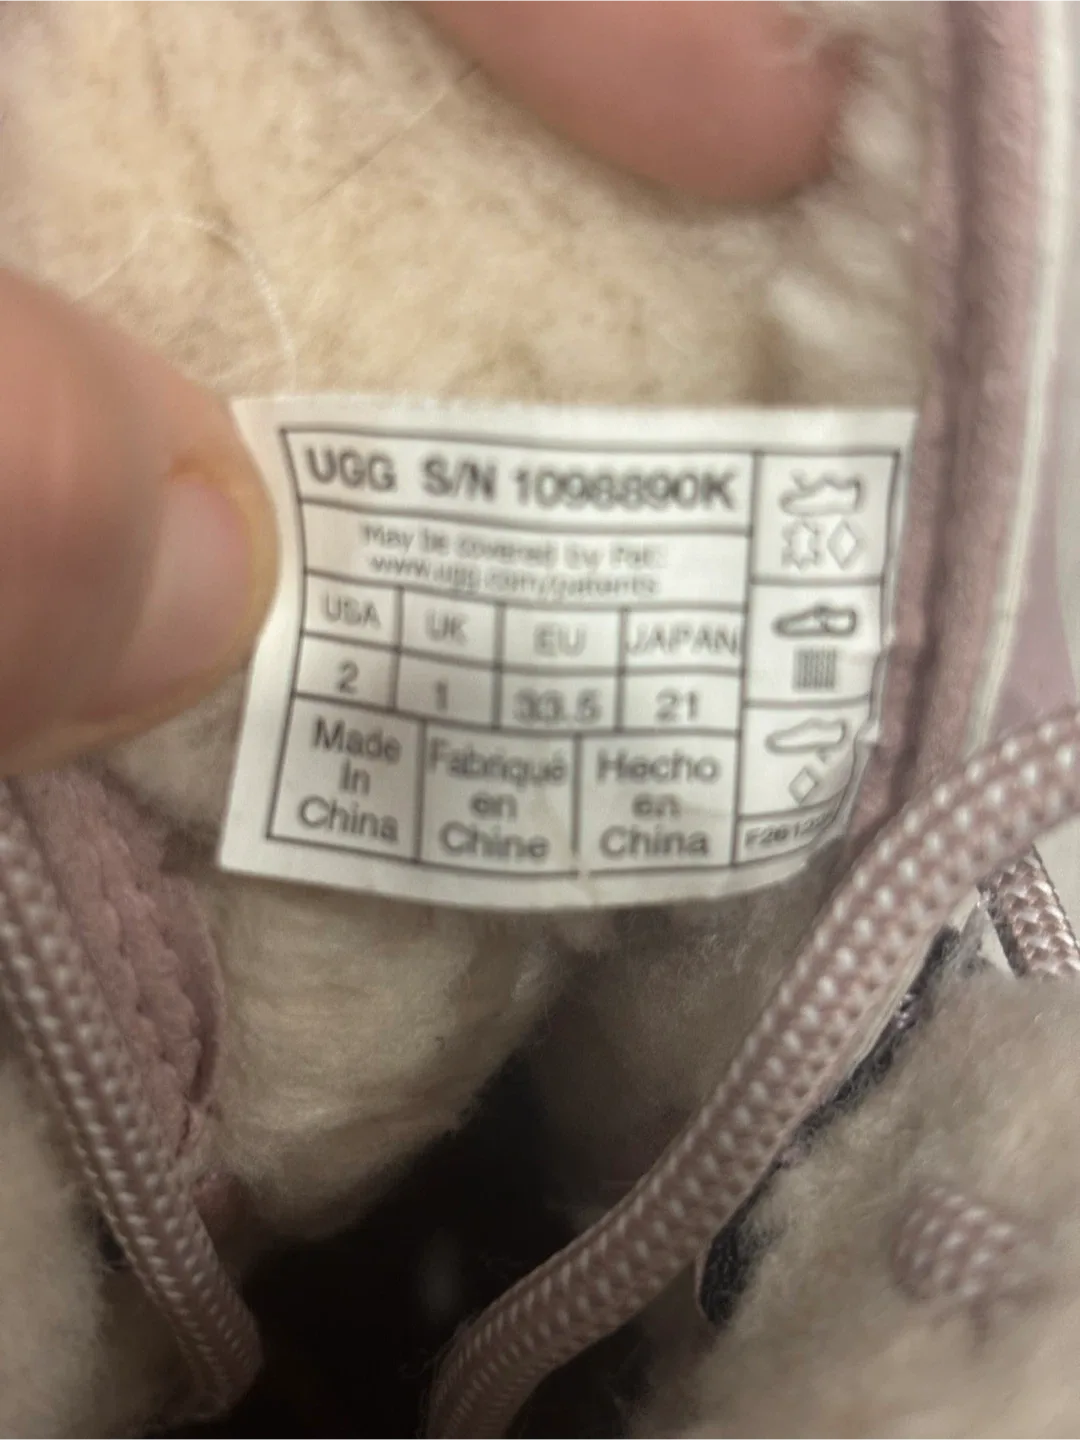 UGG S/N 1098890K
May be covered by Pat:
www.ugg.com/patents
USA UK EU JAPAN
2 1 33.5 21
Made in China
Fabriqué en Chine
Hecho en China